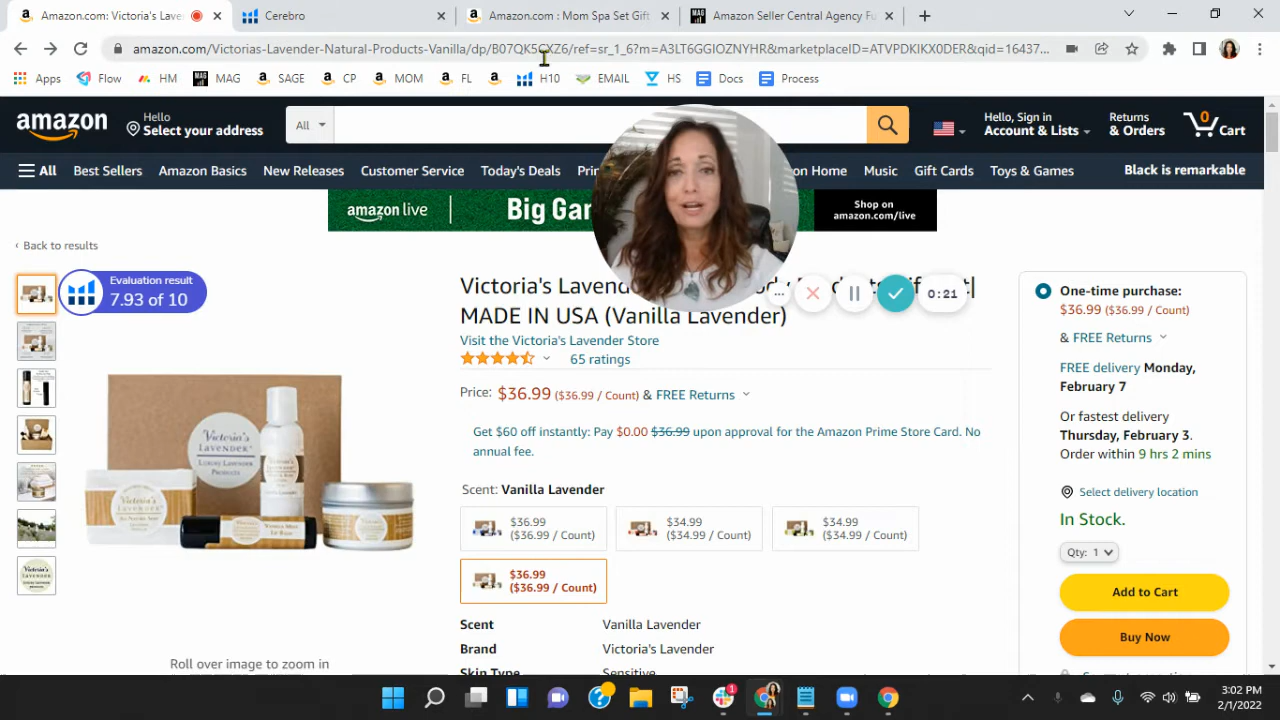 Amazon.com: Victoria's Lave
Cerebro
Amazon.com : Mom Spa Set Gift
Amazon Seller Central Agency Fu
amazon.com/Victorias-Lavender-Natural-Products-Vanilla/dp/B07QK5CXZ6/ref=sr_1_6?m=A3LT6GGIOZNYHR&marketplaceID=ATVPDKIKX0DER&qid=16437...
Apps
Flow
HM
MAG
SAGE
CP
MOM
FL
H10
EMAIL
HS
Docs
Process
amazon
Hello
Select your address
All
Hello, Sign in
Account & Lists
Returns
& Orders
0
Cart
All
Best Sellers
Amazon Basics
New Releases
Customer Service
Today's Deals
on Home
Music
Gift Cards
Toys & Games
Black is remarkable
amazon live
Big
Shop on
amazon.com/live
‹ Back to results
Evaluation result
7.93 of 10
Victoria's
MADE IN USA (Vanilla Lavender)
0:21
Visit the Victoria's Lavender Store
65 ratings
Price: $36.99 ($36.99 / Count) & FREE Returns
Get $60 off instantly: Pay $0.00 $36.99 upon approval for the Amazon Prime Store Card. No
annual fee.
Scent: Vanilla Lavender
$36.99
($36.99 / Count)
$34.99
($34.99 / Count)
$34.99
($34.99 / Count)
$36.99
($36.99 / Count)
Scent Vanilla Lavender
Brand Victoria's Lavender
Skin Type Sensitive
VICTORIA'S
LAVENDER
LUXURY LAVENDER
PRODUCTS
Roll over image to zoom in
One-time purchase:
$36.99 ($36.99 / Count)
& FREE Returns
FREE delivery Monday,
February 7
Or fastest delivery
Thursday, February 3.
Order within 9 hrs 2 mins
Select delivery location
In Stock.
Qty: 1
Add to Cart
Buy Now
1
3:02 PM
2/1/2022